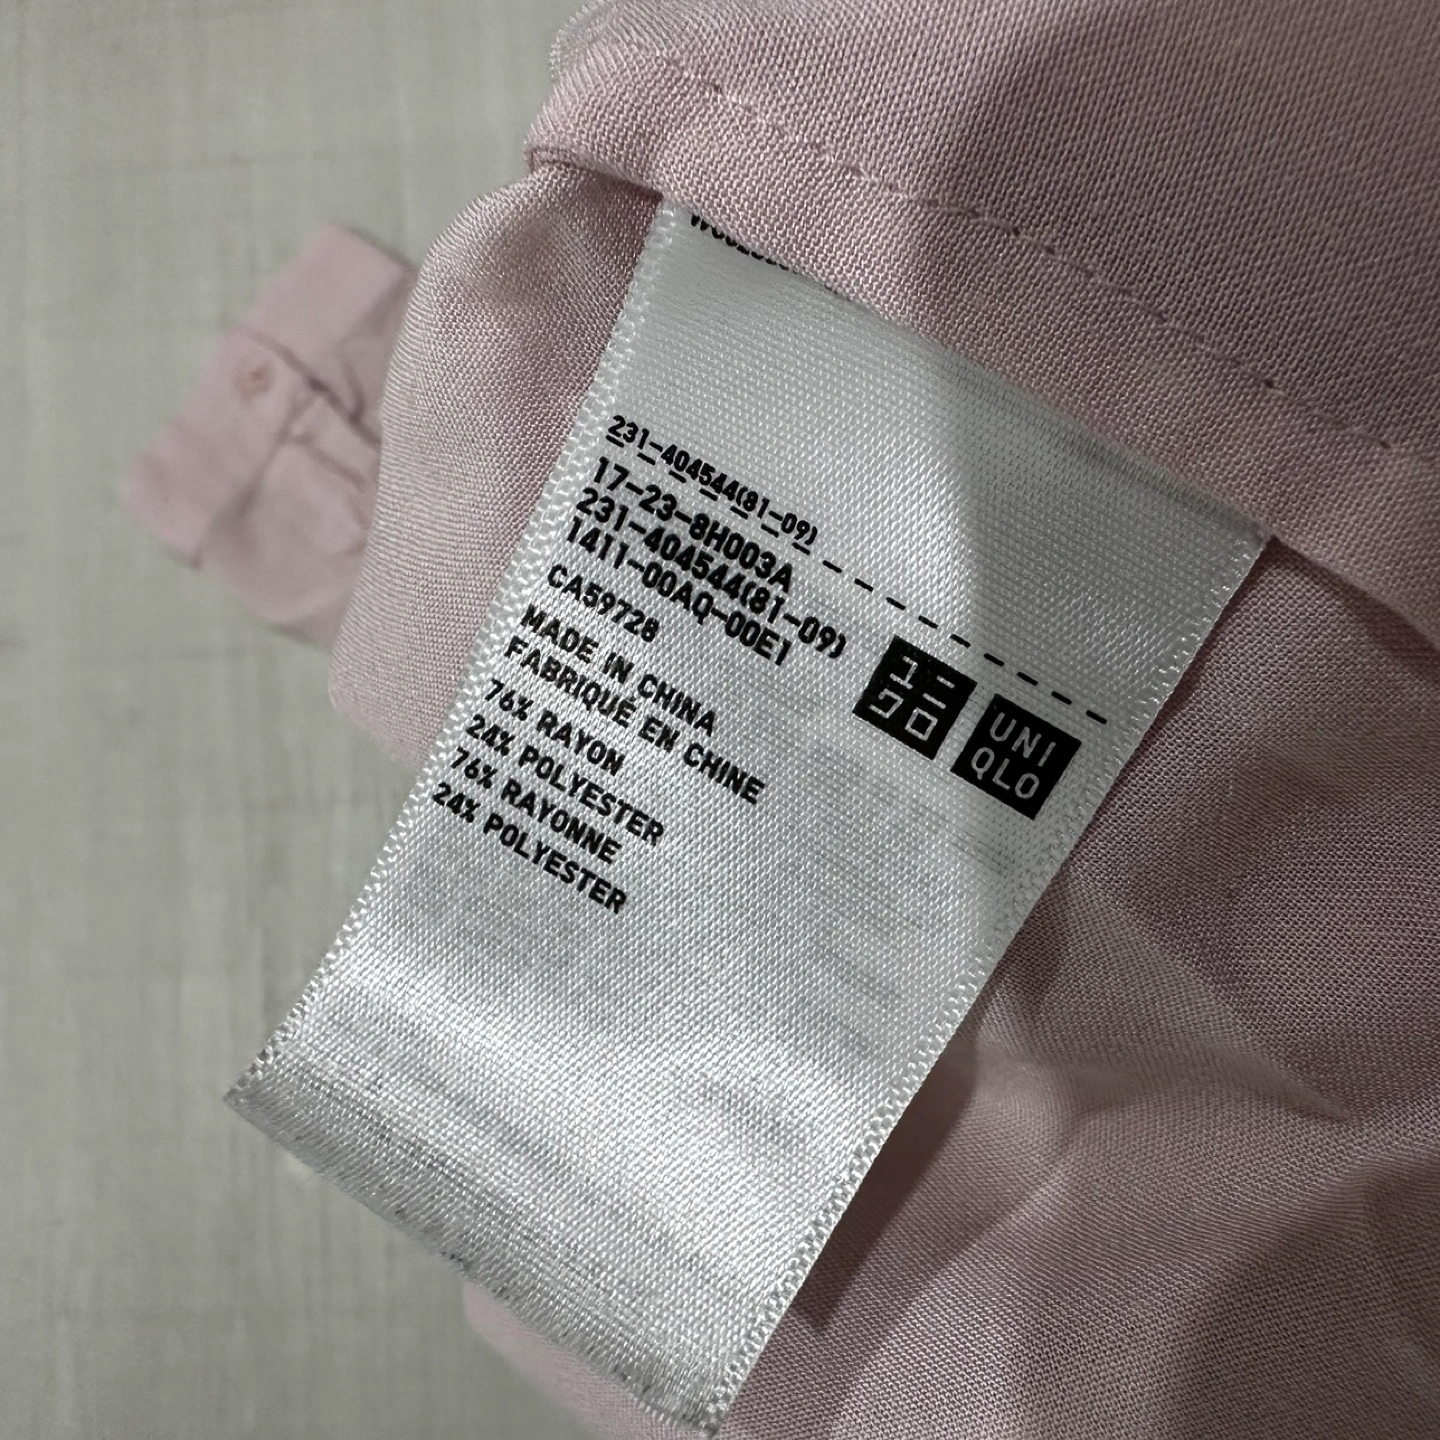 231-404544(81-09)
17-23-8H003A
231-404544(81-09)
1411-00AQ-00E1
CA59728
MADE IN CHINA
FABRIQUÉ EN CHINE
76% RAYON
24% POLYESTER
76% RAYONNE
24% POLYESTER
ユニ
クロ
UNI
QLO